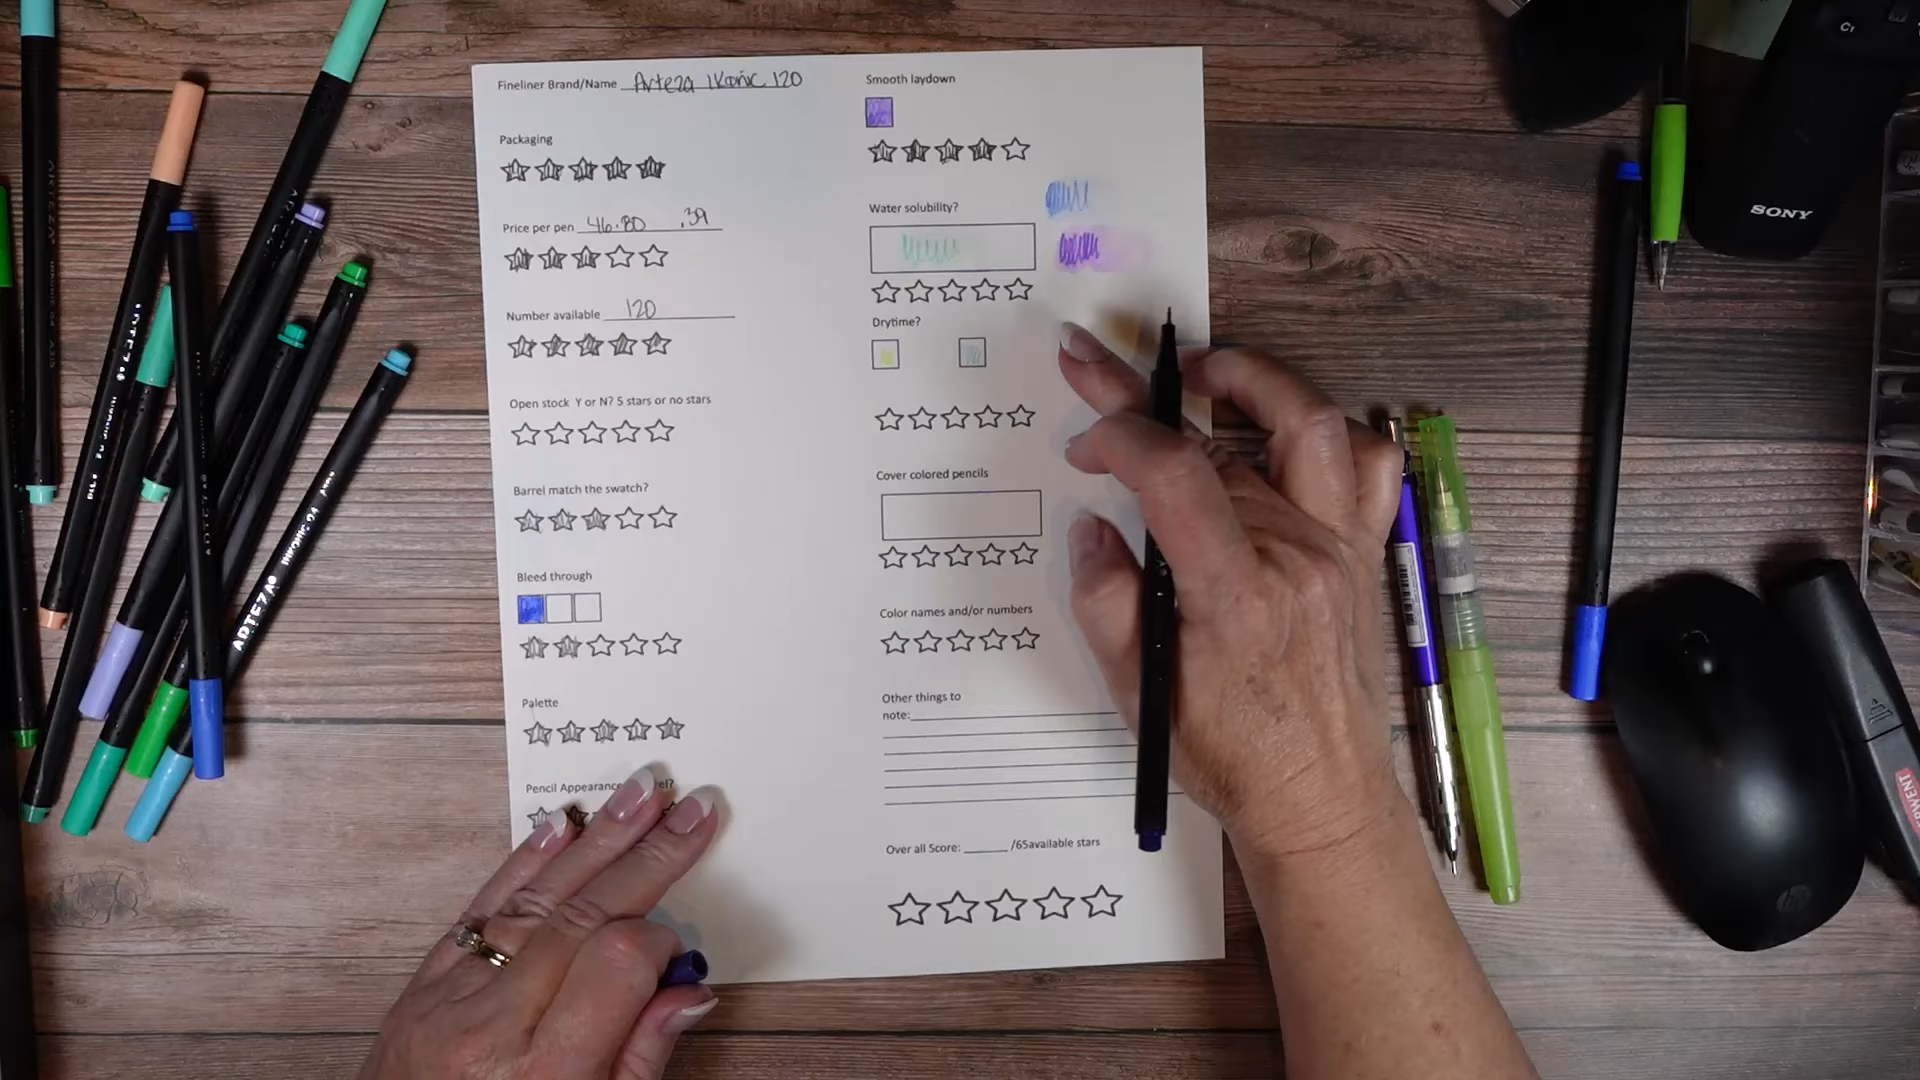 Fineliner Brand/Name Arteza Ikonic 120
Packaging
Price per pen 46.80 .39
Number available 120
Open stock Y or N? 5 stars or no stars
Barrel match the swatch?
Bleed through
Palette
Pencil Appearance
Smooth laydown
Water solubility?
Drytime?
Cover colored pencils
Color names and/or numbers
Other things to
note:
Over all Score: /65available stars
ARTEZA
SONY